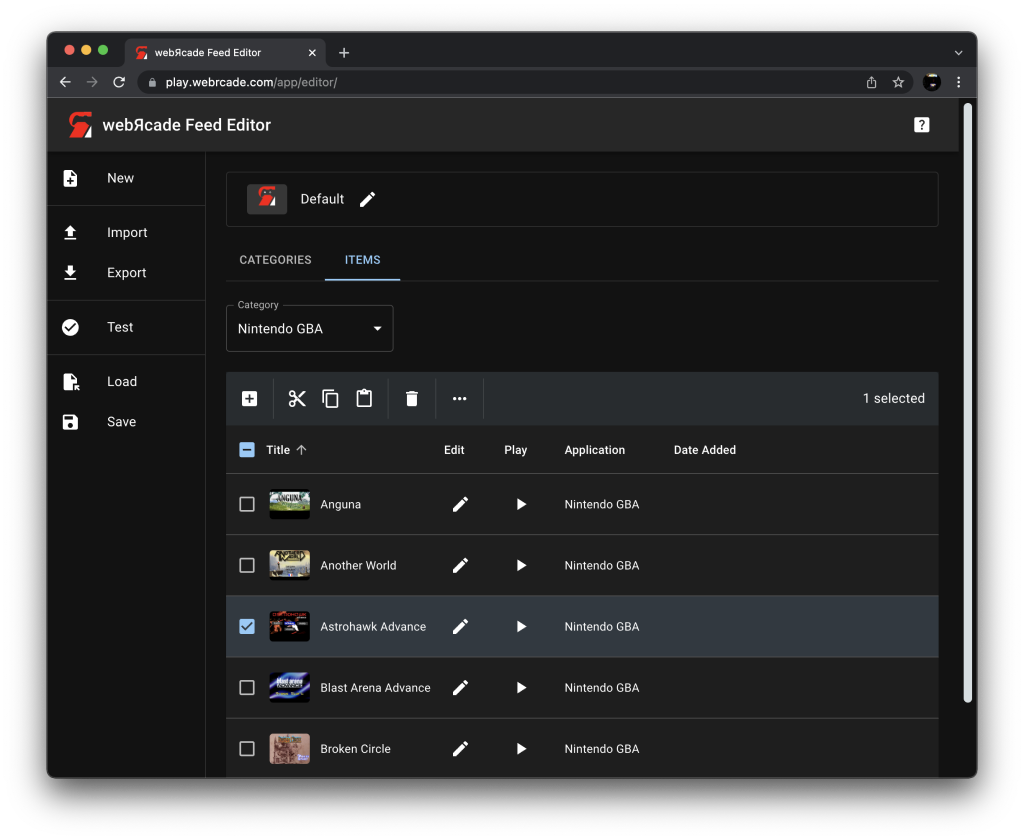 webЯcade Feed Editor
play.webrcade.com/app/editor/
webЯcade Feed Editor
?
New
Import
Export
Test
Load
Save
Default
CATEGORIES ITEMS
Category
Nintendo GBA
1 selected
Title Edit Play Application Date Added
ANGUNA
Anguna Nintendo GBA
Another World Nintendo GBA
Astrohawk Advance Nintendo GBA
Blast Arena Advance Nintendo GBA
Broken Circle Nintendo GBA